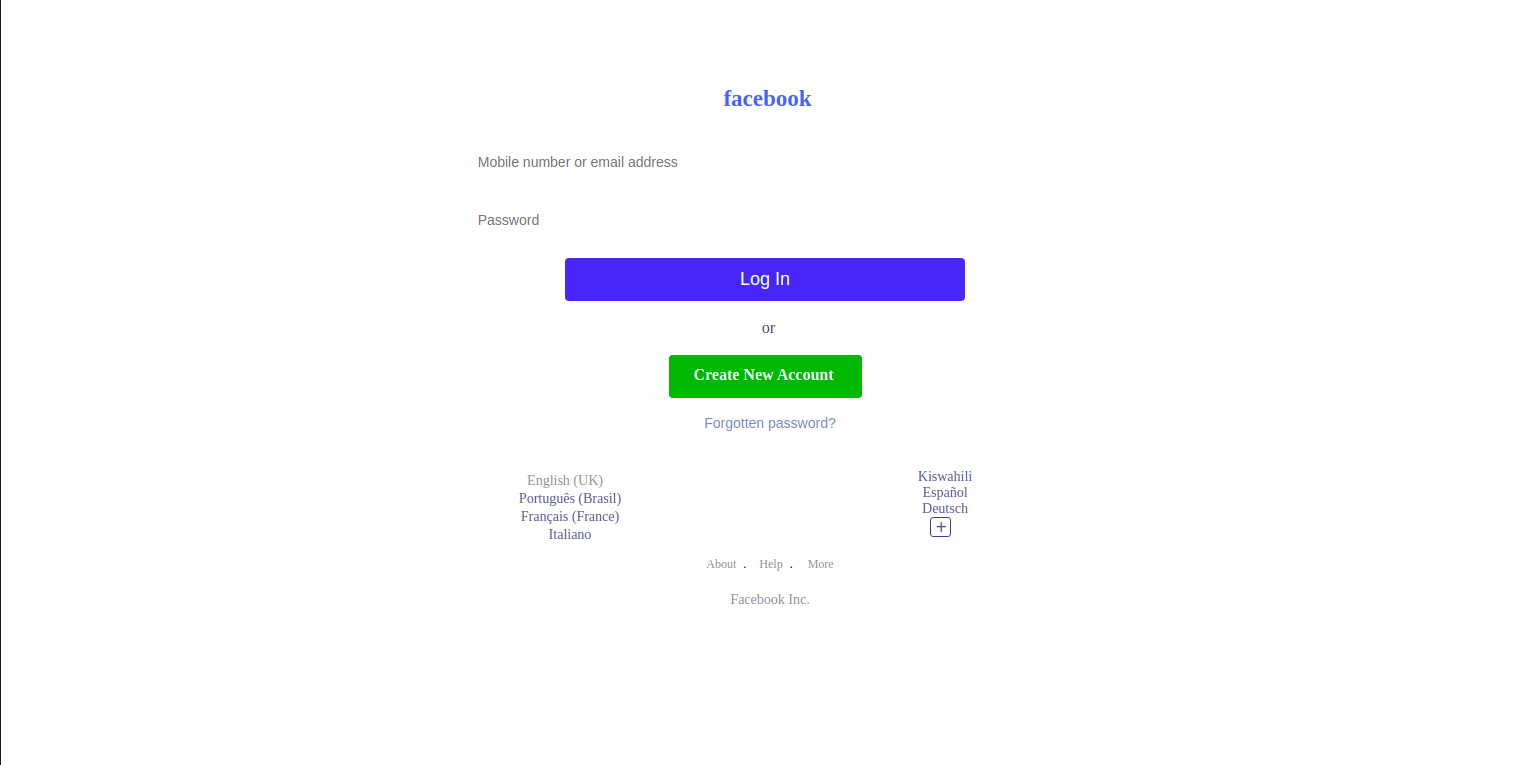 facebook
Mobile number or email address
Password
Log In
or
Create New Account
Forgotten password?
English (UK)
Português (Brasil)
Français (France)
Italiano
Kiswahili
Español
Deutsch
+
About . Help . More
Facebook Inc.